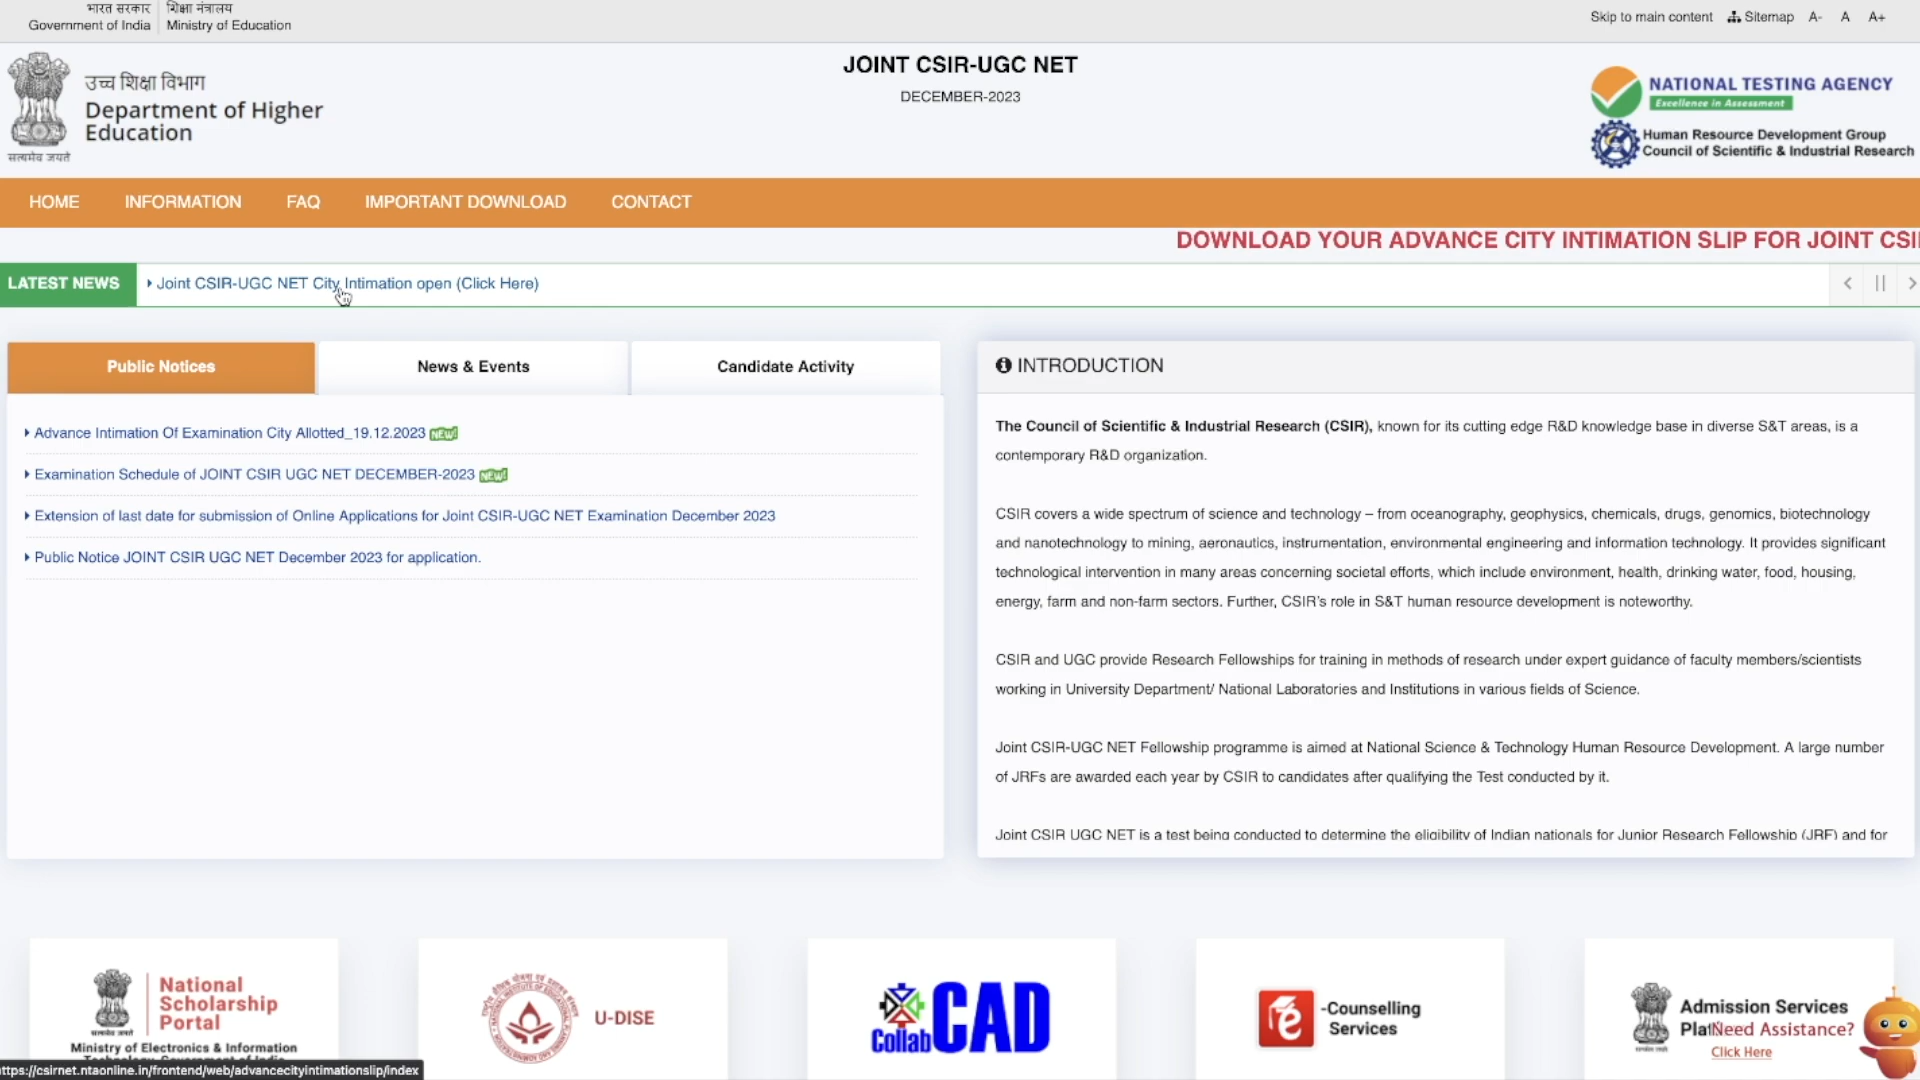 भारत सरकार
Government of India
शिक्षा मंत्रालय
Ministry of Education
Skip to main content
Sitemap
A-
A
A+
उच्च शिक्षा विभाग
Department of Higher
Education
सत्यमेव जयते
JOINT CSIR-UGC NET
DECEMBER-2023
NATIONAL TESTING AGENCY
Excellence in Assessment
Human Resource Development Group
Council of Scientific & Industrial Research
HOME
INFORMATION
FAQ
IMPORTANT DOWNLOAD
CONTACT
DOWNLOAD YOUR ADVANCE CITY INTIMATION SLIP FOR JOINT CSI
LATEST NEWS
Joint CSIR-UGC NET City Intimation open (Click Here)
Public Notices
News & Events
Candidate Activity
Advance Intimation Of Examination City Allotted_19.12.2023 NEW!
Examination Schedule of JOINT CSIR UGC NET DECEMBER-2023 NEW!
Extension of last date for submission of Online Applications for Joint CSIR-UGC NET Examination December 2023
Public Notice JOINT CSIR UGC NET December 2023 for application.
INTRODUCTION
The Council of Scientific & Industrial Research (CSIR), known for its cutting edge R&D knowledge base in diverse S&T areas, is a
contemporary R&D organization.
CSIR covers a wide spectrum of science and technology – from oceanography, geophysics, chemicals, drugs, genomics, biotechnology
and nanotechnology to mining, aeronautics, instrumentation, environmental engineering and information technology. It provides significant
technological intervention in many areas concerning societal efforts, which include environment, health, drinking water, food, housing,
energy, farm and non-farm sectors. Further, CSIR's role in S&T human resource development is noteworthy.
CSIR and UGC provide Research Fellowships for training in methods of research under expert guidance of faculty members/scientists
working in University Department/ National Laboratories and Institutions in various fields of Science.
Joint CSIR-UGC NET Fellowship programme is aimed at National Science & Technology Human Resource Development. A large number
of JRFs are awarded each year by CSIR to candidates after qualifying the Test conducted by it.
Joint CSIR UGC NET is a test being conducted to determine the eligibility of Indian nationals for Junior Research Fellowship (JRF) and for
National
Scholarship
Portal
Ministry of Electronics & Information
U-DISE
Collab CAD
e-Counselling
Services
Admission Services
Plat
Need Assistance?
Click Here
ttps://csirnet.ntaonline.in/frontend/web/advancecityintimationslip/index